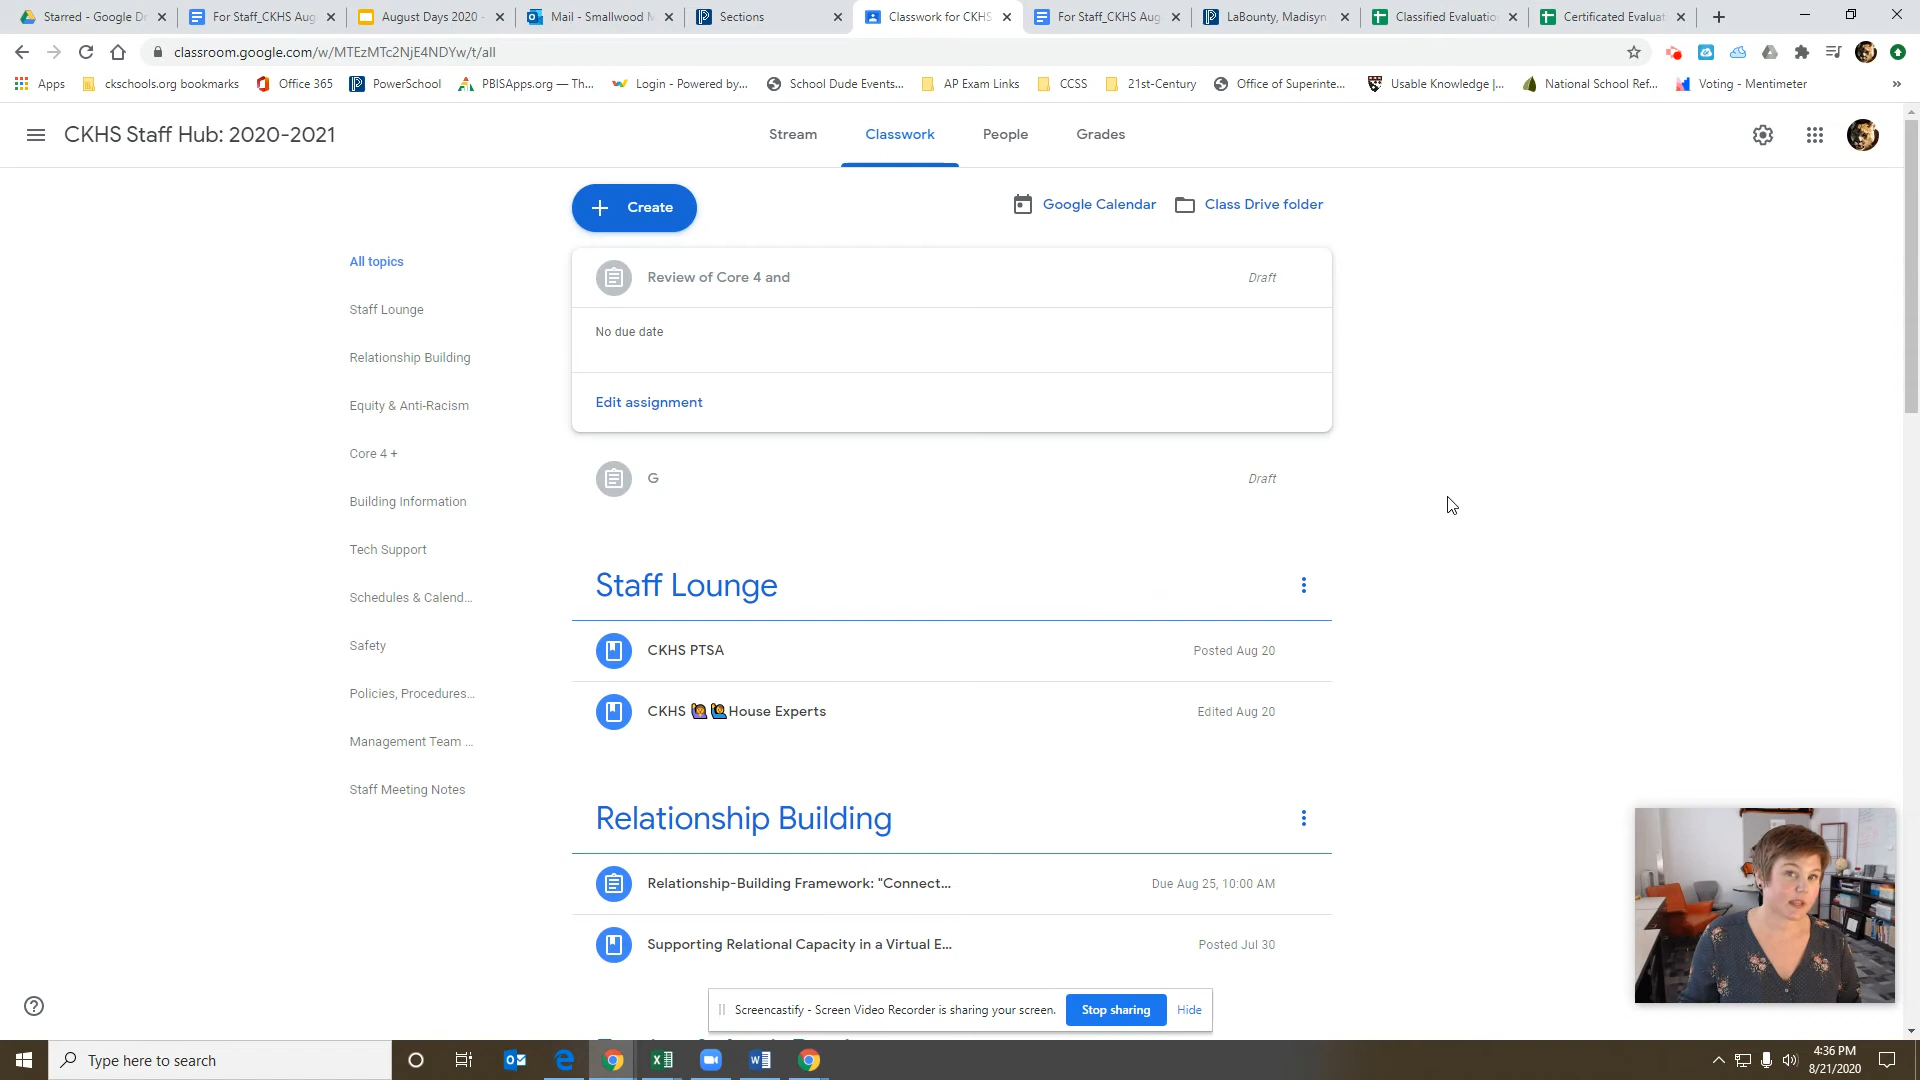 Starred - Google Dr
For Staff_CKHS Aug
August Days 2020 -
Mail - Smallwood M
Sections
Classwork for CKHS
For Staff_CKHS Aug
LaBounty, Madisyn
Classified Evaluatio
Certificated Evaluat
classroom.google.com/w/MTEzMTc2NjE4NDYw/t/all
Apps
ckschools.org bookmarks
Office 365
PowerSchool
PBISApps.org — Th...
Login - Powered by...
School Dude Events...
AP Exam Links
CCSS
21st-Century
Office of Superinte...
Usable Knowledge |...
National School Ref...
Voting - Mentimeter
»
CKHS Staff Hub: 2020-2021
Stream
Classwork
People
Grades
Create
Google Calendar
Class Drive folder
All topics
Staff Lounge
Relationship Building
Equity & Anti-Racism
Core 4 +
Building Information
Tech Support
Schedules & Calend...
Safety
Policies, Procedures...
Management Team ...
Staff Meeting Notes
Review of Core 4 and
Draft
No due date
Edit assignment
G
Draft
Staff Lounge
CKHS PTSA
Posted Aug 20
CKHS 🙋🙋House Experts
Edited Aug 20
Relationship Building
Relationship-Building Framework: "Connect...
Due Aug 25, 10:00 AM
Supporting Relational Capacity in a Virtual E...
Posted Jul 30
Screencastify - Screen Video Recorder is sharing your screen.
Stop sharing
Hide
Type here to search
4:36 PM
8/21/2020